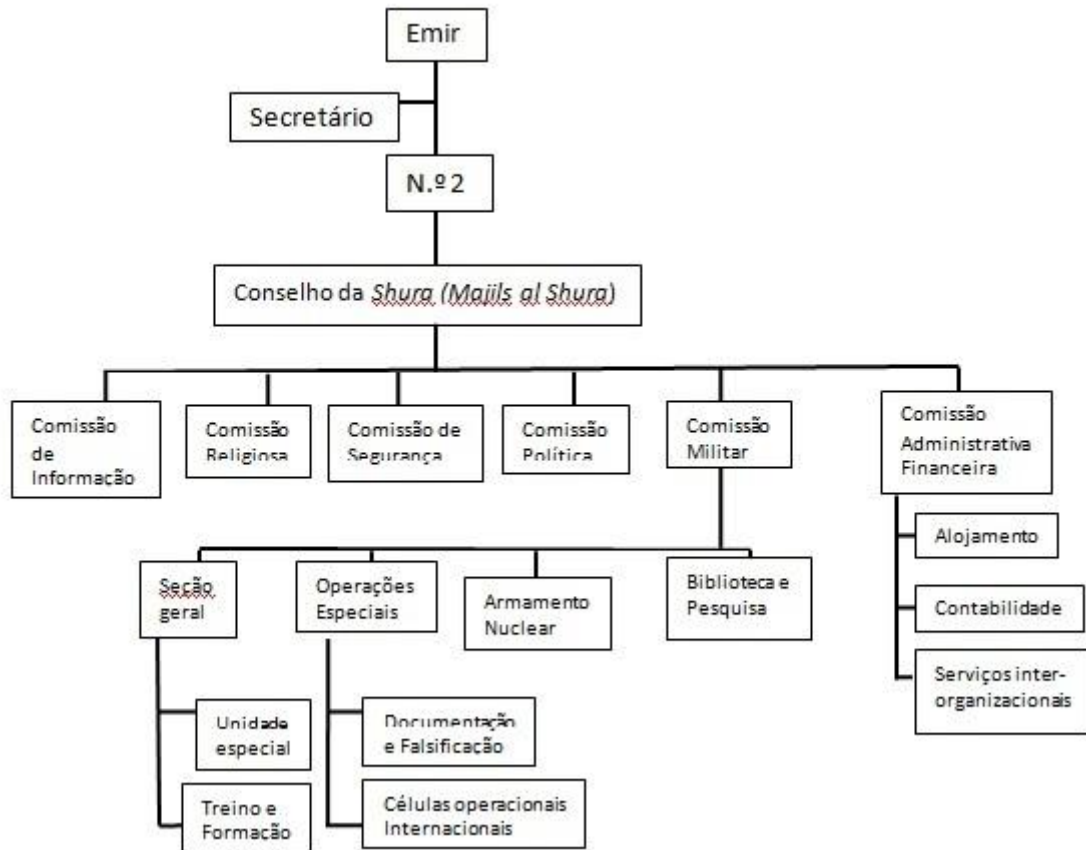 Emir
Secretário
N.º 2
Conselho da Shura (Majils al Shura)
Comissão
de
Informação
Comissão
Religiosa
Comissão de
Segurança
Comissão
Política
Comissão
Militar
Comissão
Administrativa
Financeira
Alojamento
Contabilidade
Serviços inter-
organizacionais
Seção
geral
Operações
Especiais
Armamento
Nuclear
Biblioteca e
Pesquisa
Unidade
especial
Treino e
Formação
Documentação
e Falsificação
Células operacionais
Internacionais